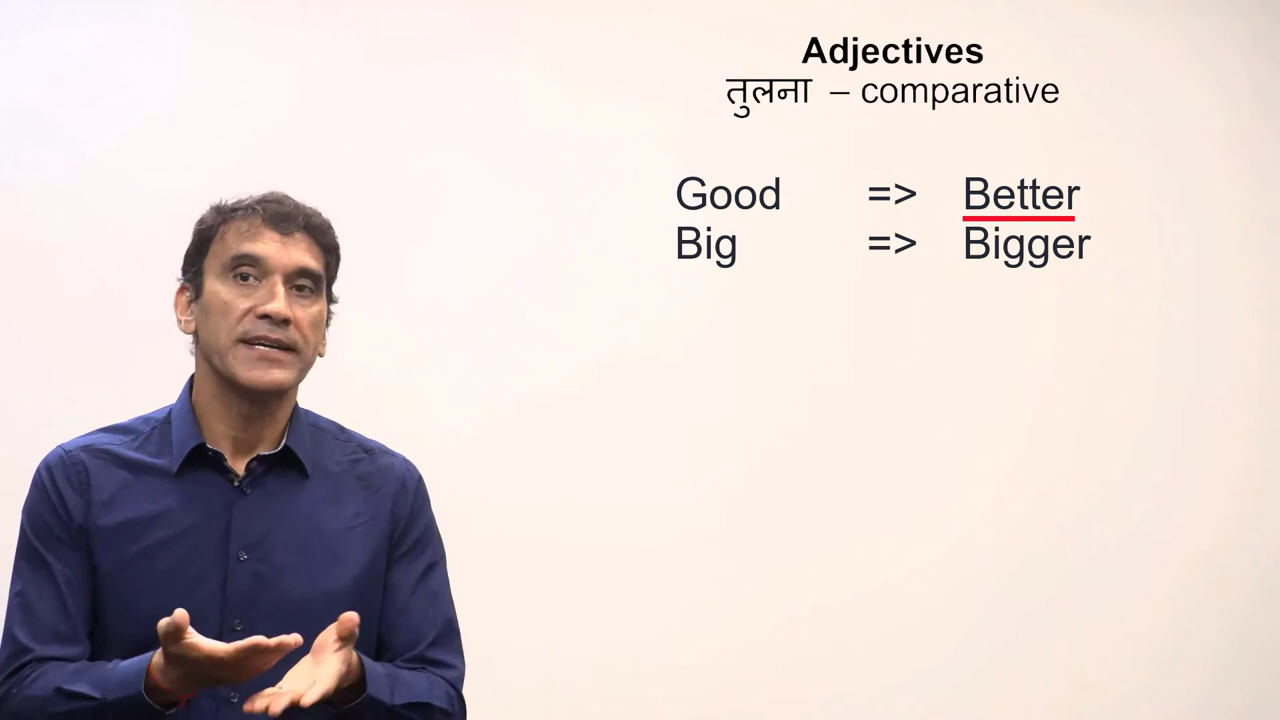 Adjectives
तुलना – comparative
Good => Better
Big => Bigger